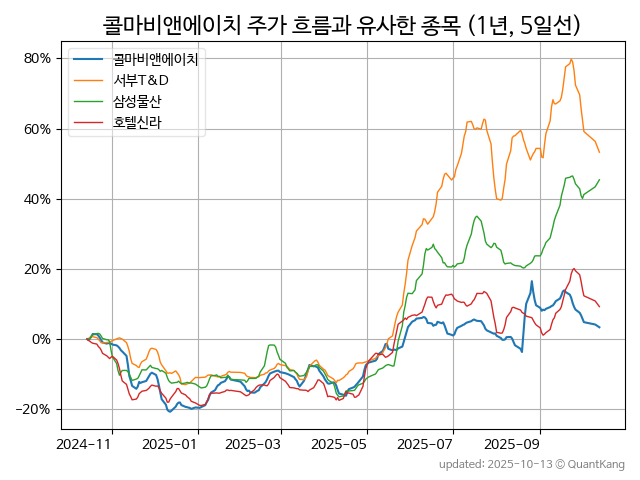 콜마비앤에이치 주가 흐름과 유사한 종목 (1년, 5일선)
콜마비앤에이치
서부T&D
삼성물산
호텔신라
80%
60%
40%
20%
0%
−20%
2024-11
2025-01
2025-03
2025-05
2025-07
2025-09
updated: 2025-10-13 © QuantKang